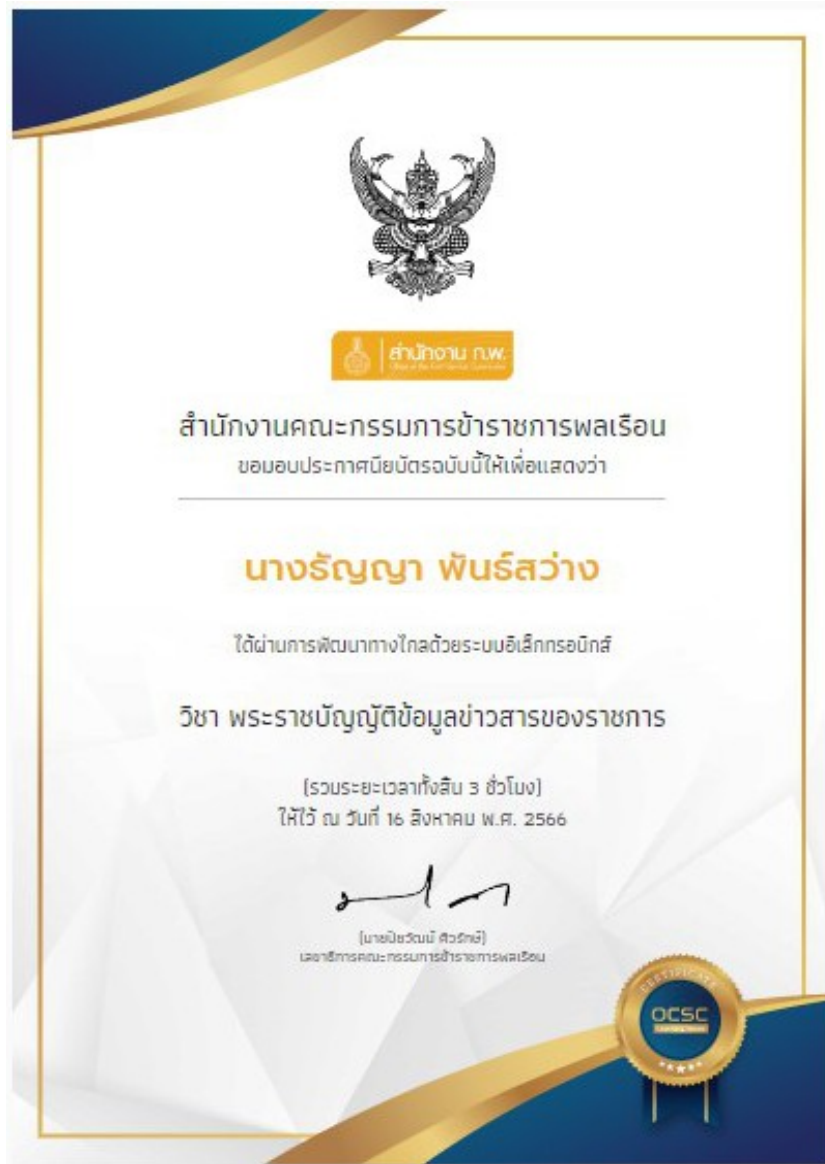 สำนักงาน ก.พ.
Office of the Civil Service Commission
สำนักงานคณะกรรมการข้าราชการพลเรือน
ขอมอบประกาศนียบัตรฉบับนี้ให้เพื่อแสดงว่า
นางธัญญา พันธ์สว่าง
ได้ผ่านการพัฒนาทางไกลด้วยระบบอิเล็กทรอนิกส์
วิชา พระราชบัญญัติข้อมูลข่าวสารของราชการ
(รวมระยะเวลาทั้งสิ้น 3 ชั่วโมง)
ให้ไว้ ณ วันที่ 16 สิงหาคม พ.ศ. 2566
(นายปิยวัฒน์ ศิวรักษ์)
เลขาธิการคณะกรรมการข้าราชการพลเรือน
CERTIFICATE
OCSC